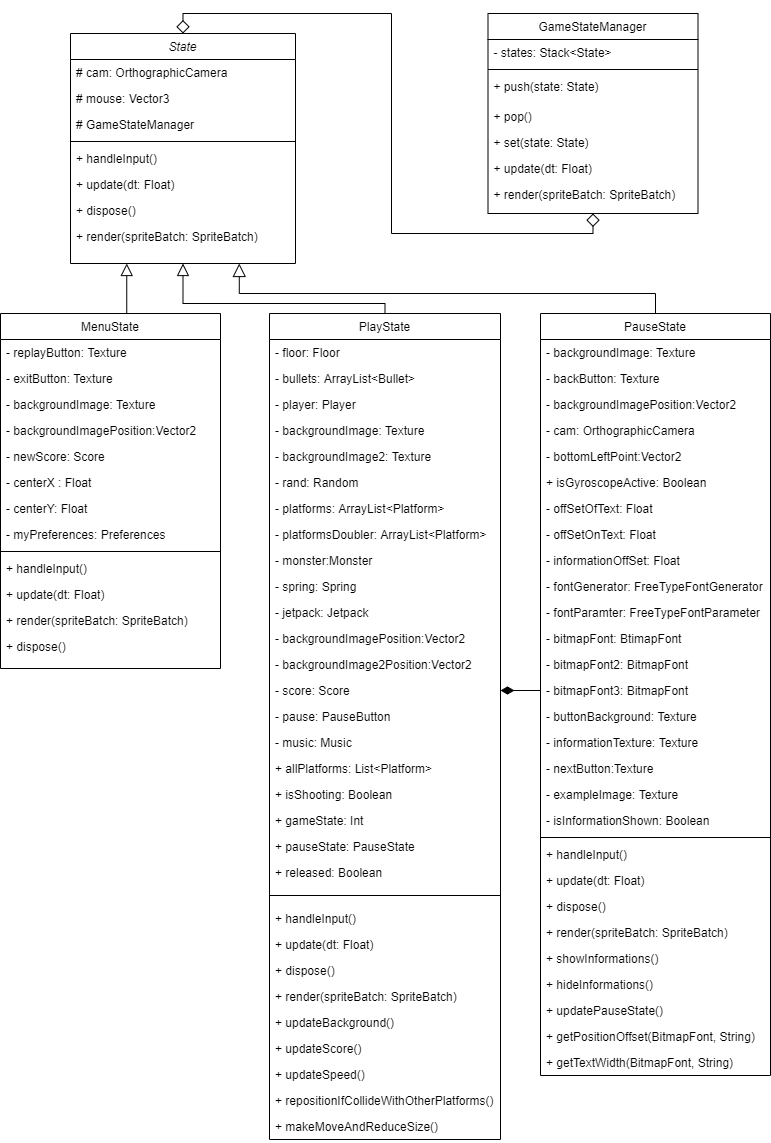 State
# cam: OrthographicCamera
# mouse: Vector3
# GameStateManager
+ handleInput()
+ update(dt: Float)
+ dispose()
+ render(spriteBatch: SpriteBatch)
GameStateManager
- states: Stack<State>
+ push(state: State)
+ pop()
+ set(state: State)
+ update(dt: Float)
+ render(spriteBatch: SpriteBatch)
MenuState
- replayButton: Texture
- exitButton: Texture
- backgroundImage: Texture
- backgroundImagePosition:Vector2
- newScore: Score
- centerX : Float
- centerY: Float
- myPreferences: Preferences
+ handleInput()
+ update(dt: Float)
+ render(spriteBatch: SpriteBatch)
+ dispose()
PlayState
- floor: Floor
- bullets: ArrayList<Bullet>
- player: Player
- backgroundImage: Texture
- backgroundImage2: Texture
- rand: Random
- platforms: ArrayList<Platform>
- platformsDoubler: ArrayList<Platform>
- monster:Monster
- spring: Spring
- jetpack: Jetpack
- backgroundImagePosition:Vector2
- backgroundImage2Position:Vector2
- score: Score
- pause: PauseButton
- music: Music
+ allPlatforms: List<Platform>
+ isShooting: Boolean
+ gameState: Int
+ pauseState: PauseState
+ released: Boolean
+ handleInput()
+ update(dt: Float)
+ dispose()
+ render(spriteBatch: SpriteBatch)
+ updateBackground()
+ updateScore()
+ updateSpeed()
+ repositionIfCollideWithOtherPlatforms()
+ makeMoveAndReduceSize()
PauseState
- backgroundImage: Texture
- backButton: Texture
- backgroundImagePosition:Vector2
- cam: OrthographicCamera
- bottomLeftPoint:Vector2
+ isGyroscopeActive: Boolean
- offSetOfText: Float
- offSetOnText: Float
- informationOffSet: Float
- fontGenerator: FreeTypeFontGenerator
- fontParamter: FreeTypeFontParameter
- bitmapFont: BtimapFont
- bitmapFont2: BitmapFont
- bitmapFont3: BitmapFont
- buttonBackground: Texture
- informationTexture: Texture
- nextButton:Texture
- exampleImage: Texture
- isInformationShown: Boolean
+ handleInput()
+ update(dt: Float)
+ dispose()
+ render(spriteBatch: SpriteBatch)
+ showInformations()
+ hideInformations()
+ updatePauseState()
+ getPositionOffset(BitmapFont, String)
+ getTextWidth(BitmapFont, String)